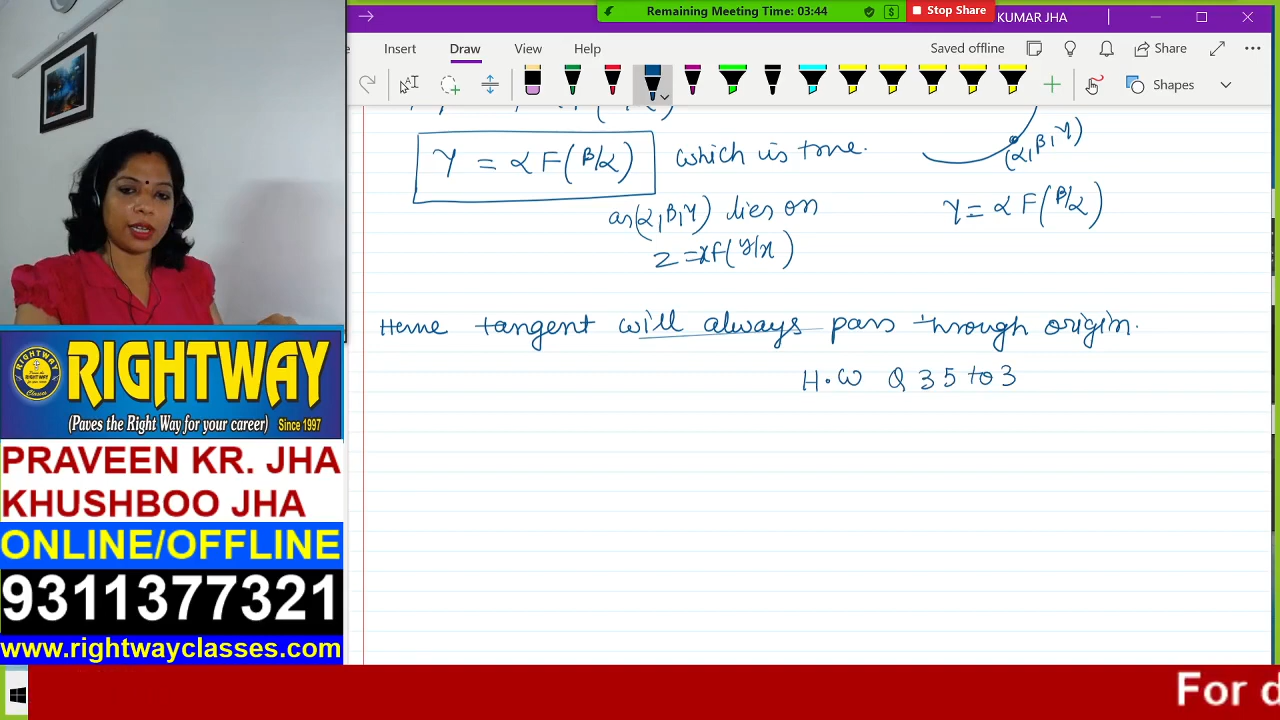 Remaining Meeting Time: 03:44
Stop Share
KUMAR JHA
Insert
Draw
View
Help
Saved offline
Share
Shapes
γ = α F(β/α) which is true.
(α, β, γ)
as (α, β, γ) lies on
γ = α F(β/α)
z = xf(y/x)
Hence tangent will always pass through origin.
H.W Q 35 to 3
RIGHTWAY
(Paves the Right Way for your career) Since 1997
PRAVEEN KR. JHA
KHUSHBOO JHA
ONLINE/OFFLINE
9311377321
www.rightwayclasses.com
For d